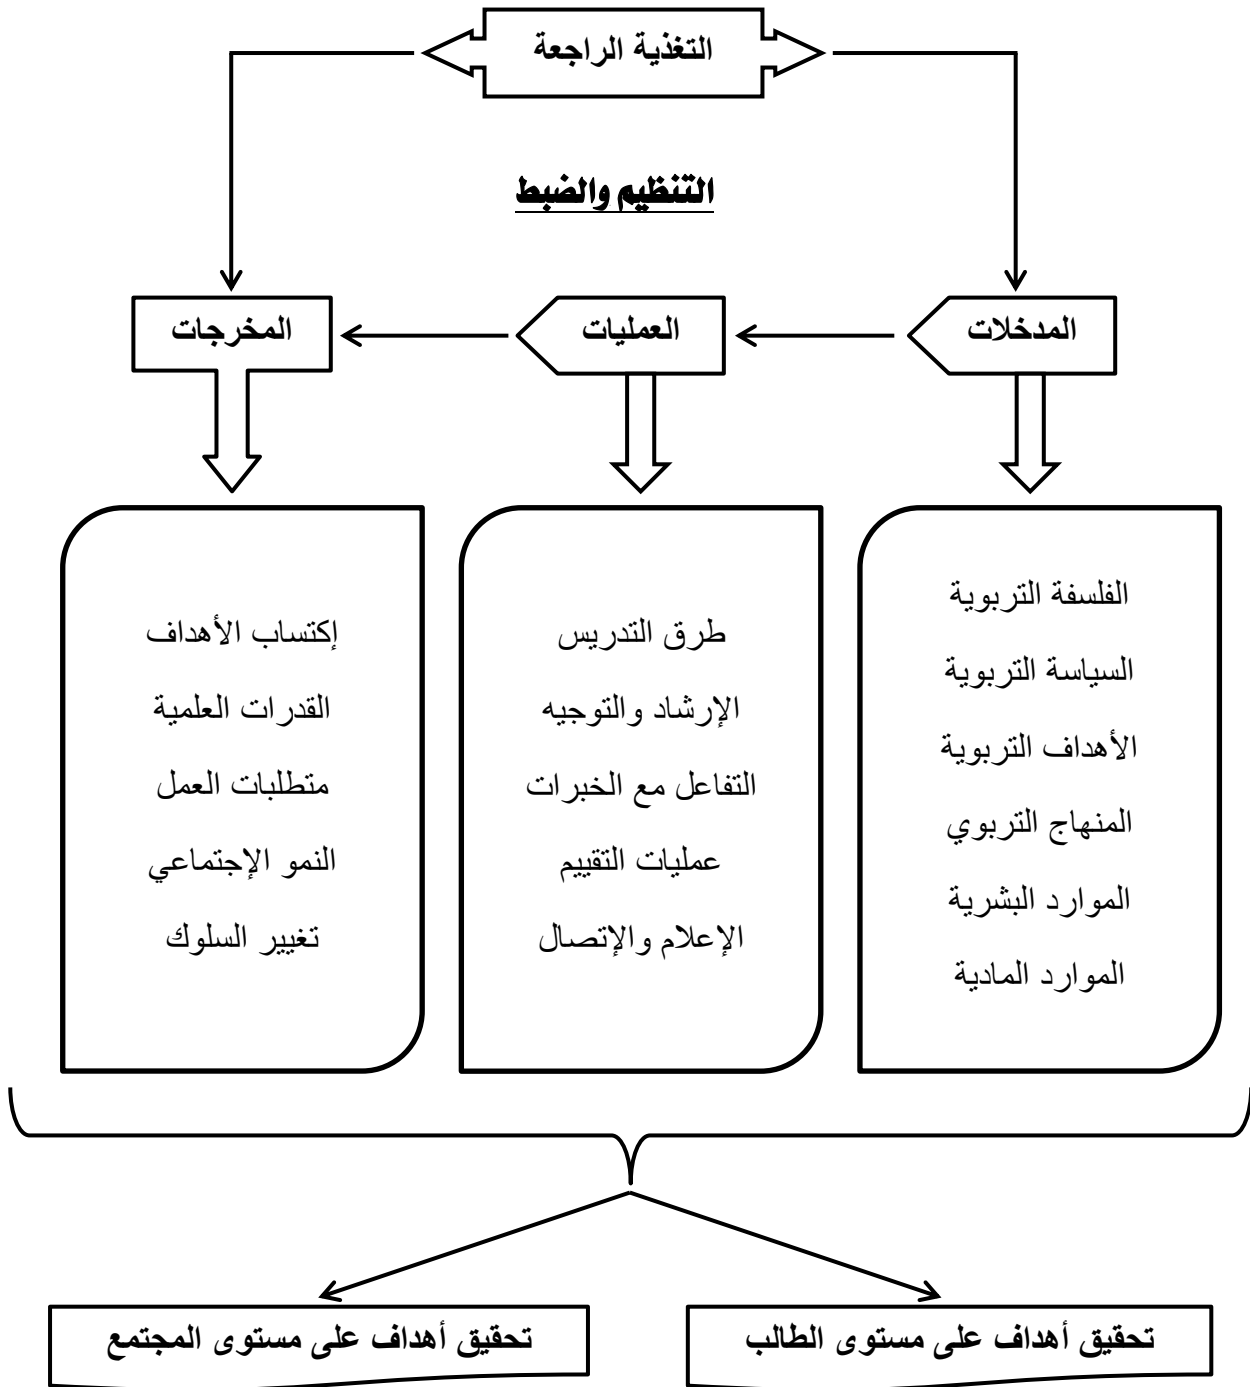 التغذية الراجعة
التنظيم والضبط
المدخلات
العمليات
المخرجات
الفلسفة التربوية
السياسة التربوية
الأهداف التربوية
المنهاج التربوي
الموارد البشرية
الموارد المادية
طرق التدريس
الإرشاد والتوجيه
التفاعل مع الخبرات
عمليات التقييم
الإعلام والإتصال
إكتساب الأهداف
القدرات العلمية
متطلبات العمل
النمو الإجتماعي
تغيير السلوك
تحقيق أهداف على مستوى الطالب
تحقيق أهداف على مستوى المجتمع